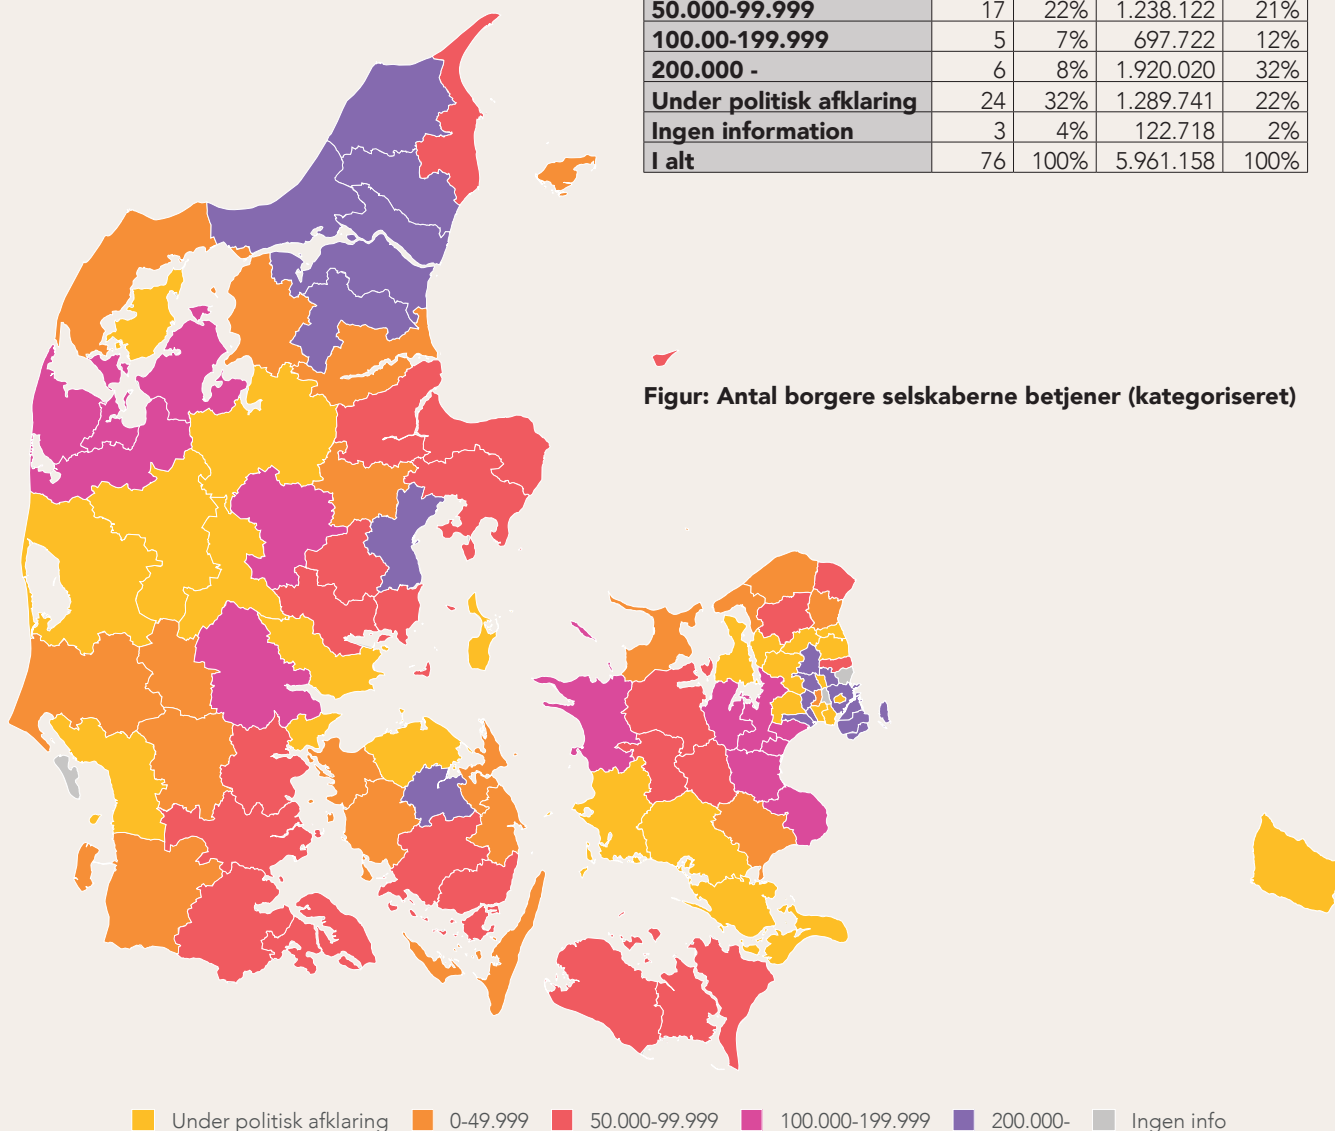 50.000-99.999 17 22% 1.238.122 21%
100.00-199.999 5 7% 697.722 12%
200.000 - 6 8% 1.920.020 32%
Under politisk afklaring 24 32% 1.289.741 22%
Ingen information 3 4% 122.718 2%
I alt 76 100% 5.961.158 100%
Figur: Antal borgere selskaberne betjener (kategoriseret)
Under politisk afklaring 0-49.999 50.000-99.999 100.000-199.999 200.000- Ingen info